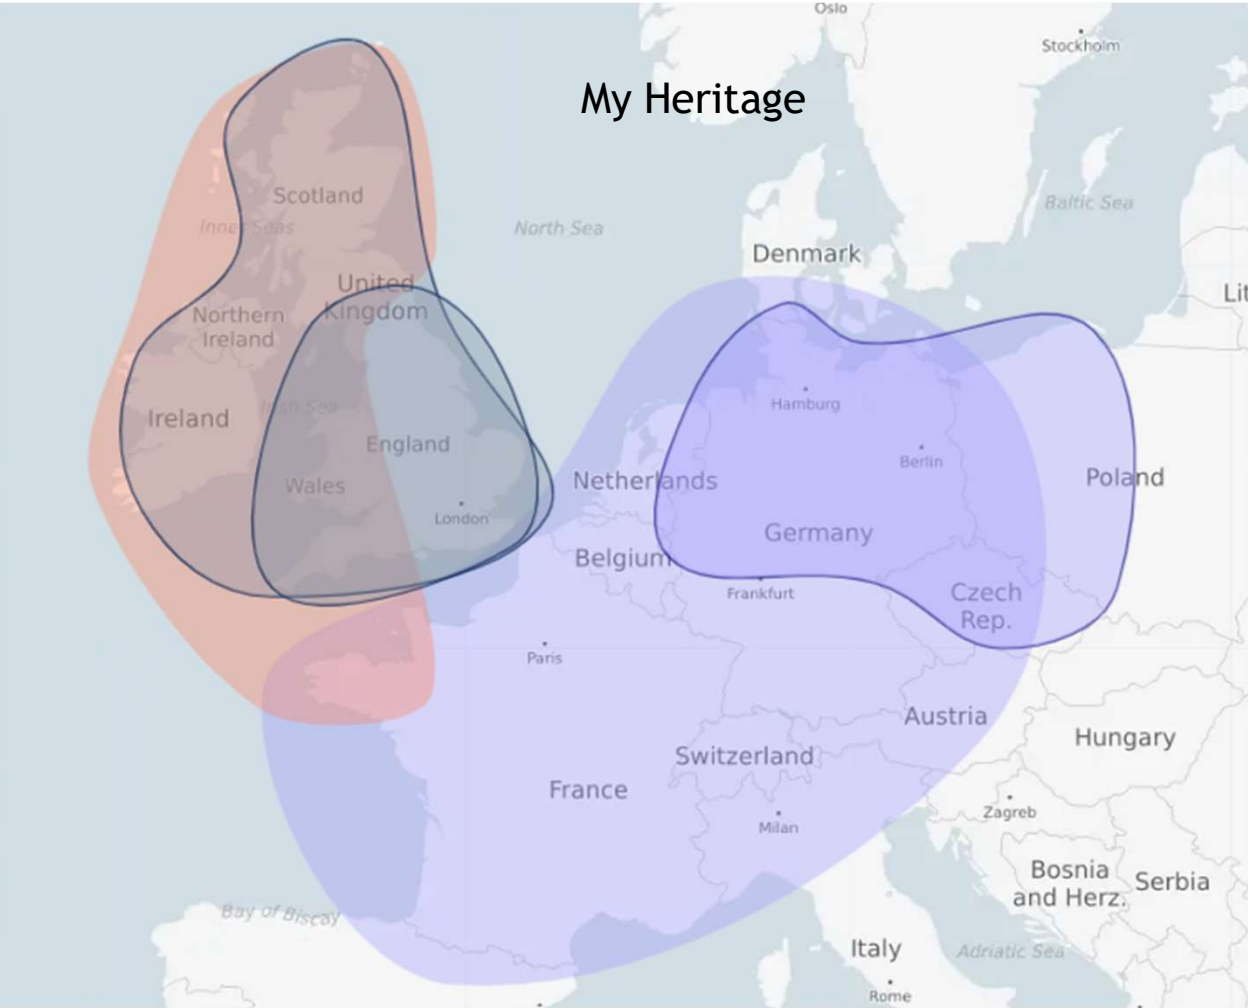 Oslo
Stockholm
My Heritage
Scotland
Inner Seas
North Sea
Baltic Sea
Denmark
United
Kingdom
Lit
Northern
Ireland
Hamburg
Ireland
Irish Sea
England
Berlin
Wales
Netherlands
Poland
London
Germany
Belgium
Frankfurt
Czech
Rep.
Paris
Austria
Hungary
Switzerland
France
Zagreb
Milan
Bosnia
and Herz.
Serbia
Bay of Biscay
Italy
Adriatic Sea
Rome